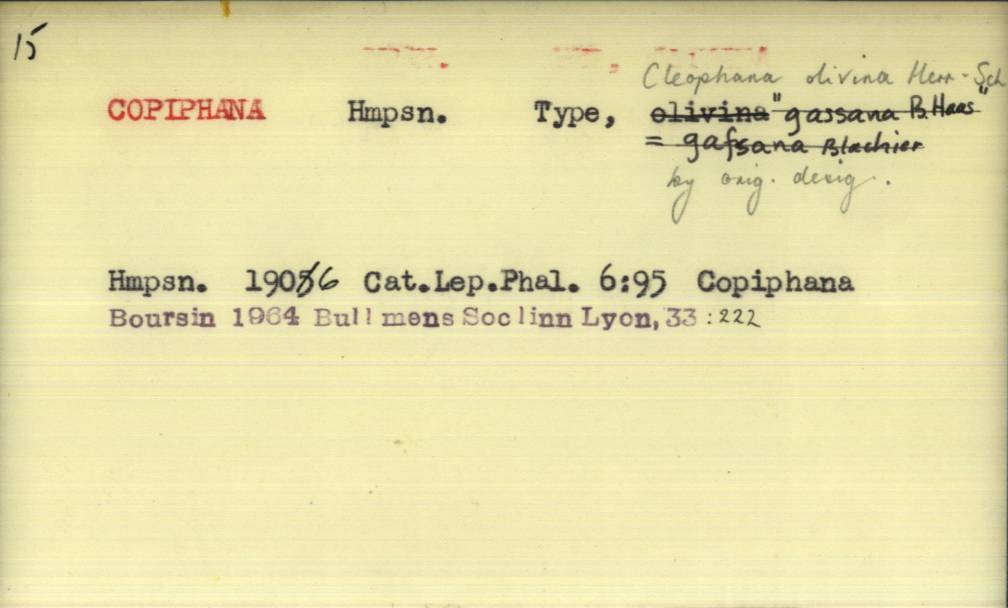 15
Cleophana olivina Herr-Sch
COPIPHANA Hmpsn. Type, olivina "gassana B. Haas"
= gafsana Blachier
by orig. desig.
Hmpsn. 1906 Cat.Lep.Phal. 6:95 Copiphana
Boursin 1964 Bull mens Soc linn Lyon, 33 :222